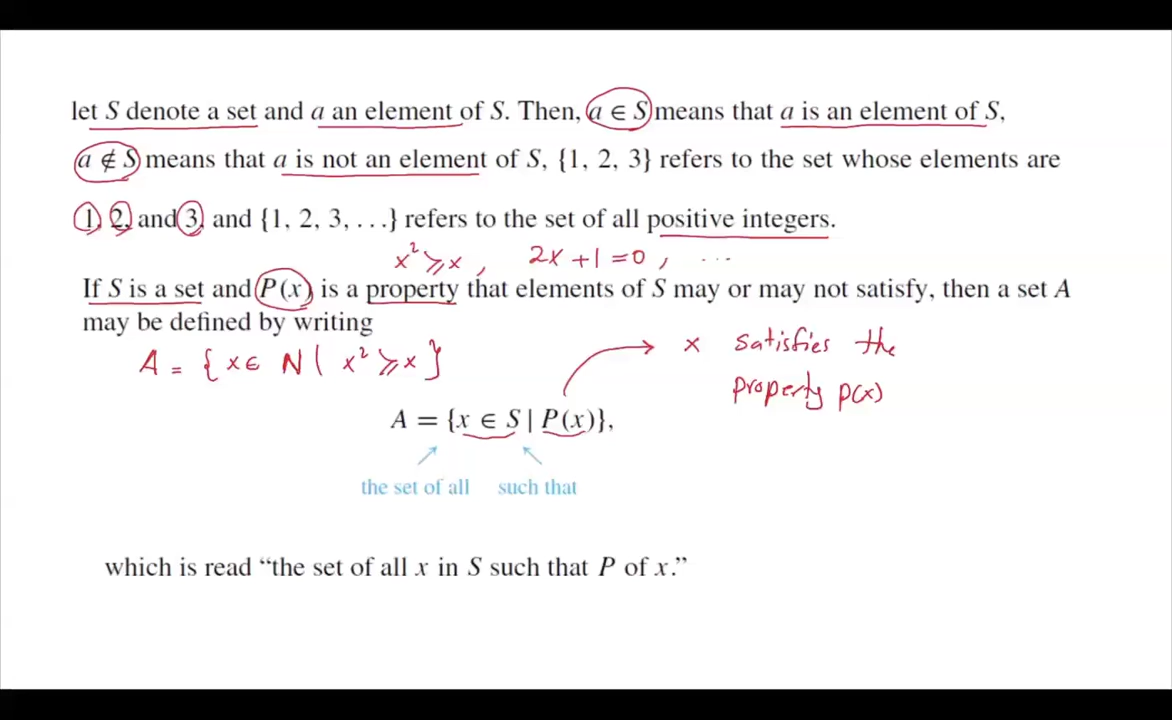 let S denote a set and a an element of S. Then, a ∈ S means that a is an element of S,
a ∉ S means that a is not an element of S, {1, 2, 3} refers to the set whose elements are
1, 2, and 3, and {1, 2, 3, . . .} refers to the set of all positive integers.
x² ⩾ x , 2x + 1 = 0 , ...
If S is a set and P(x) is a property that elements of S may or may not satisfy, then a set A
may be defined by writing
x satisfies the
A = { x ∈ N | x² ⩾ x }
property p(x)
A = {x ∈ S | P(x)},
the set of all such that
which is read “the set of all x in S such that P of x.”